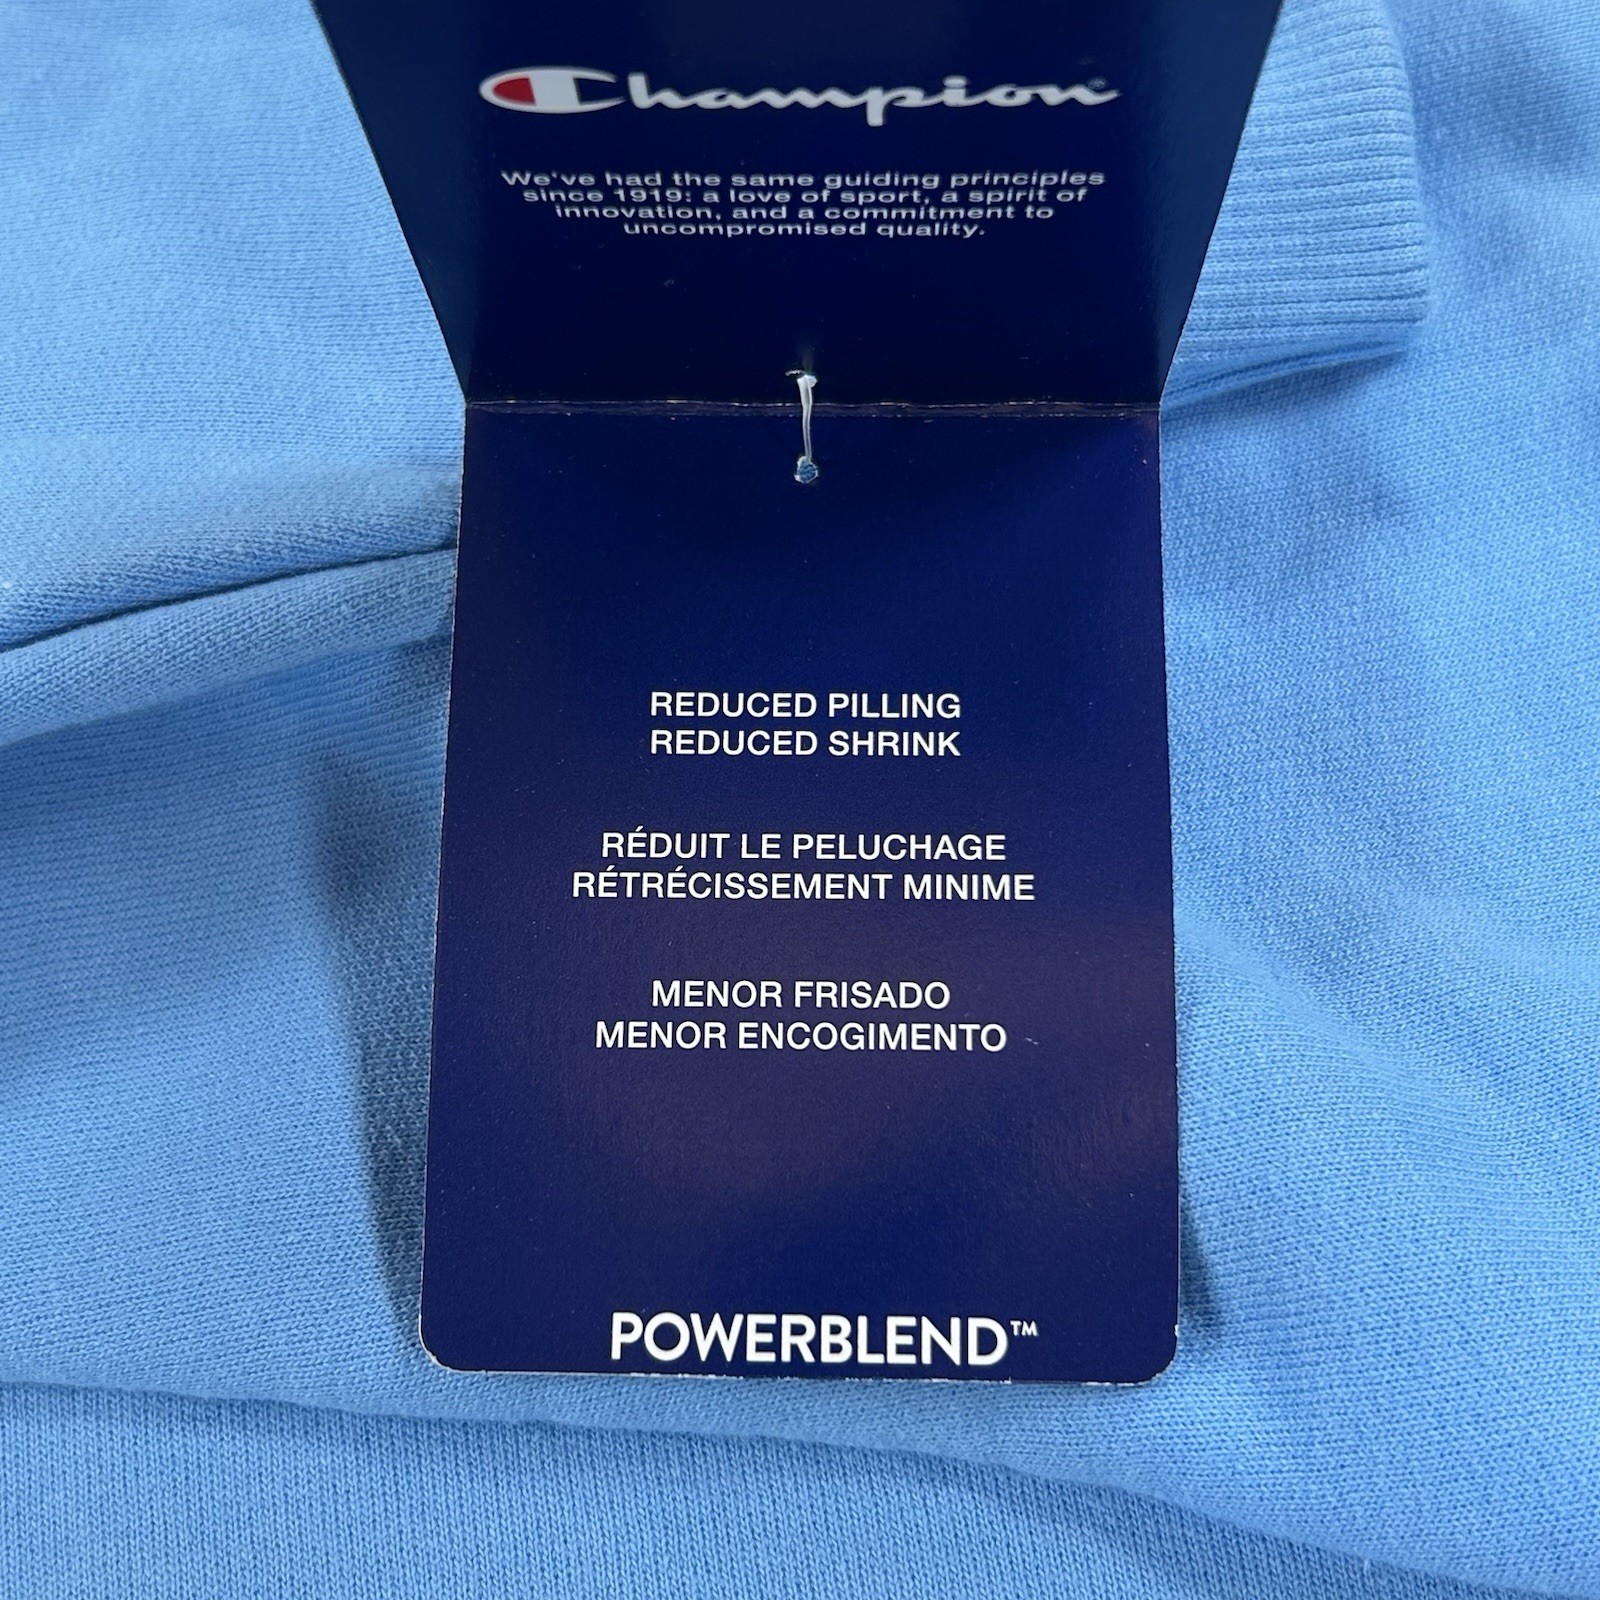 Champion®
We've had the same guiding principles
since 1919: a love of sport, a spirit of
innovation, and a commitment to
uncompromised quality.
REDUCED PILLING
REDUCED SHRINK
RÉDUIT LE PELUCHAGE
RÉTRÉCISSEMENT MINIME
MENOR FRISADO
MENOR ENCOGIMENTO
POWERBLEND™